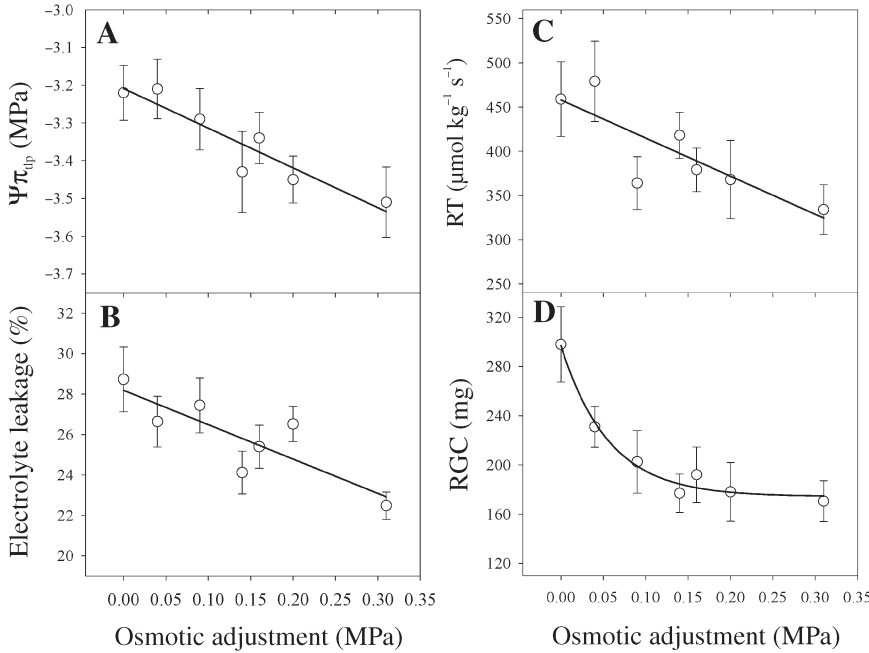 A
−3.0
−3.1
−3.2
−3.3
−3.4
−3.5
−3.6
−3.7
Ψπtlp (MPa)
B
32
30
28
26
24
22
20
Electrolyte leakage (%)
0.00 0.05 0.10 0.15 0.20 0.25 0.30 0.35
Osmotic adjustment (MPa)
C
550
500
450
400
350
300
250
RT (μmol kg⁻¹ s⁻¹)
D
320
280
240
200
160
120
RGC (mg)
0.00 0.05 0.10 0.15 0.20 0.25 0.30 0.35
Osmotic adjustment (MPa)